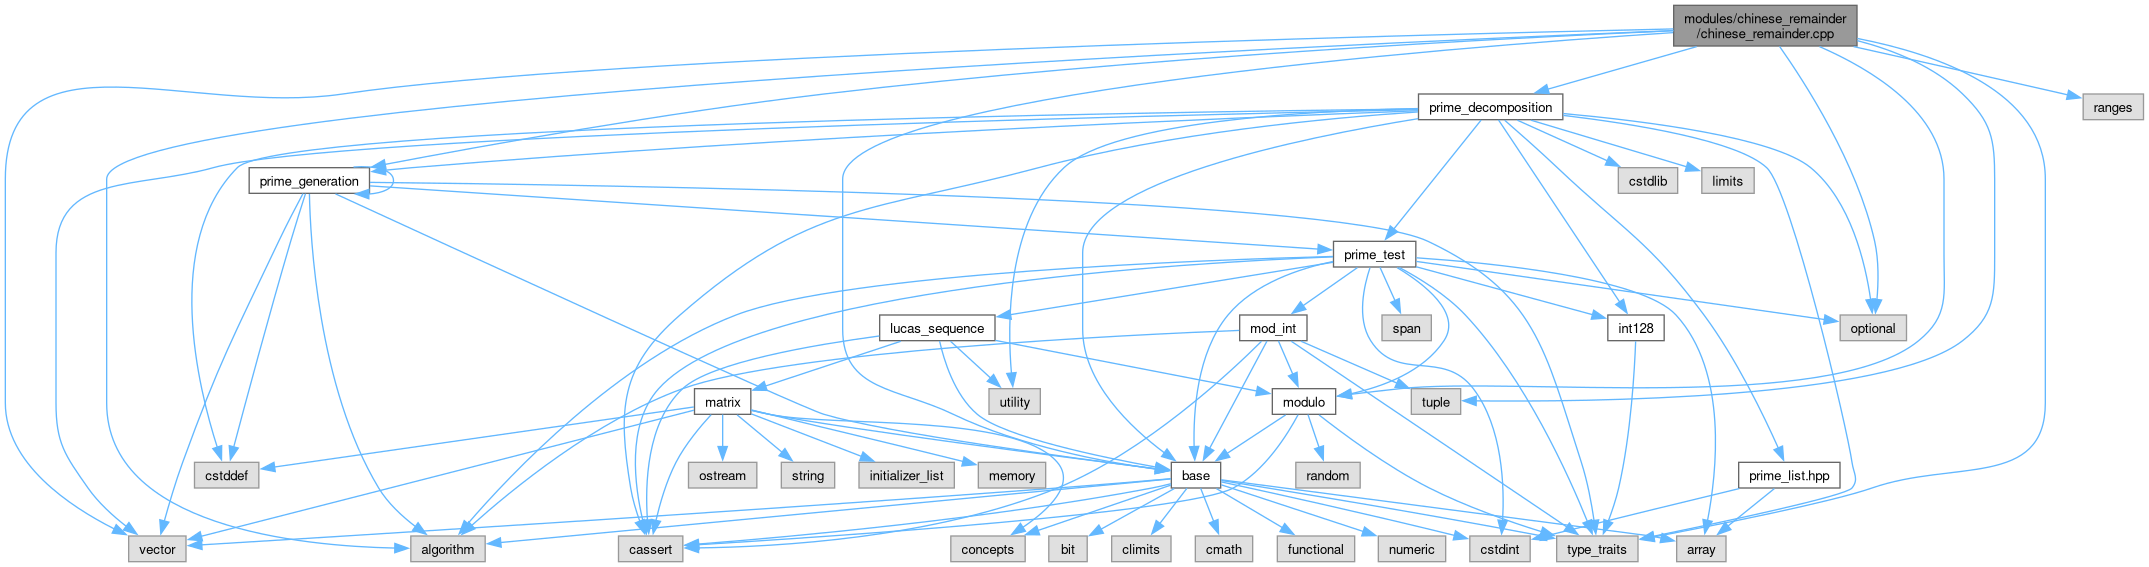 modules/chinese_remainder
/chinese_remainder.cpp
prime_decomposition
ranges
prime_generation
cstdlib
limits
prime_test
lucas_sequence
mod_int
span
int128
optional
matrix
utility
modulo
tuple
cstddef
ostream
string
initializer_list
memory
base
random
prime_list.hpp
vector
algorithm
cassert
concepts
bit
climits
cmath
functional
numeric
cstdint
type_traits
array